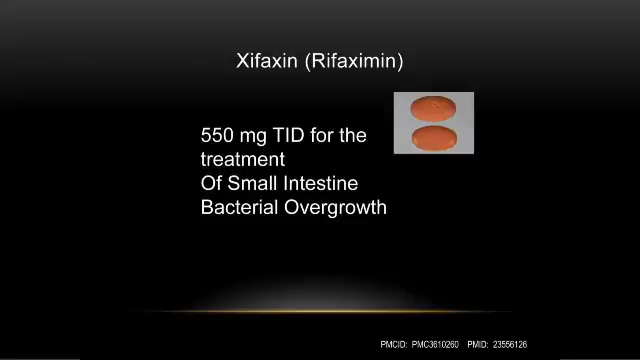 Xifaxin (Rifaximin)
550 mg TID for the
treatment
Of Small Intestine
Bacterial Overgrowth
PMCID: PMC3610260 PMID: 23556126